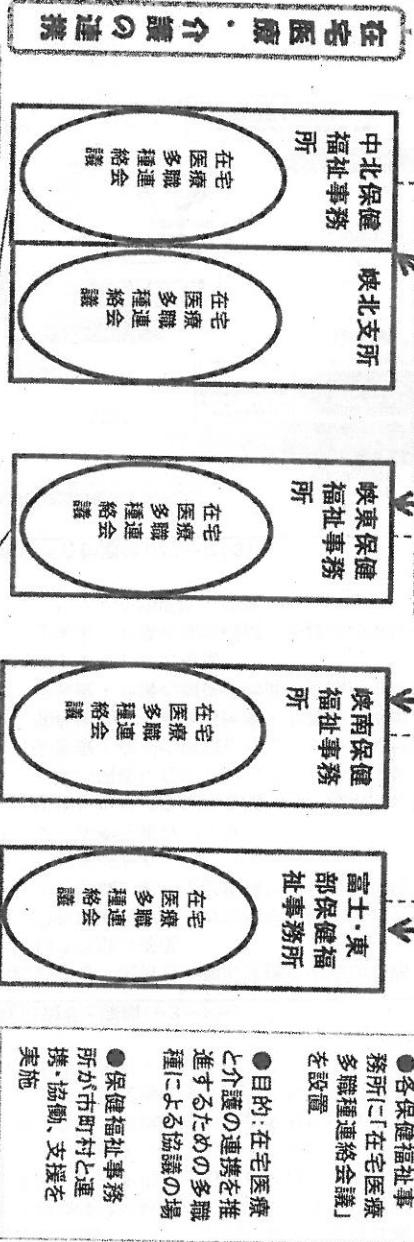 在宅医療・介護の連携
中北保健
福祉事務
所
在宅
医療
多職
種連
絡会
議
峡北支所
在宅
医療
多職
種連
絡会
議
峡東保健
福祉事務
所
在宅
医療
多職
種連
絡会
議
峡南保健
福祉事務
所
在宅
医療
多職
種連
絡会
議
富士・東
部保健福
祉事務所
在宅
医療
多職
種連
絡会
議
●各保健福祉事
務所に「在宅医療
多職種連絡会議」
を設置
●目的:在宅医療
と介護の連携を推
進するための多職
種による協議の場
●保健福祉事務
所が市町村と連
携・協働、支援を
実施